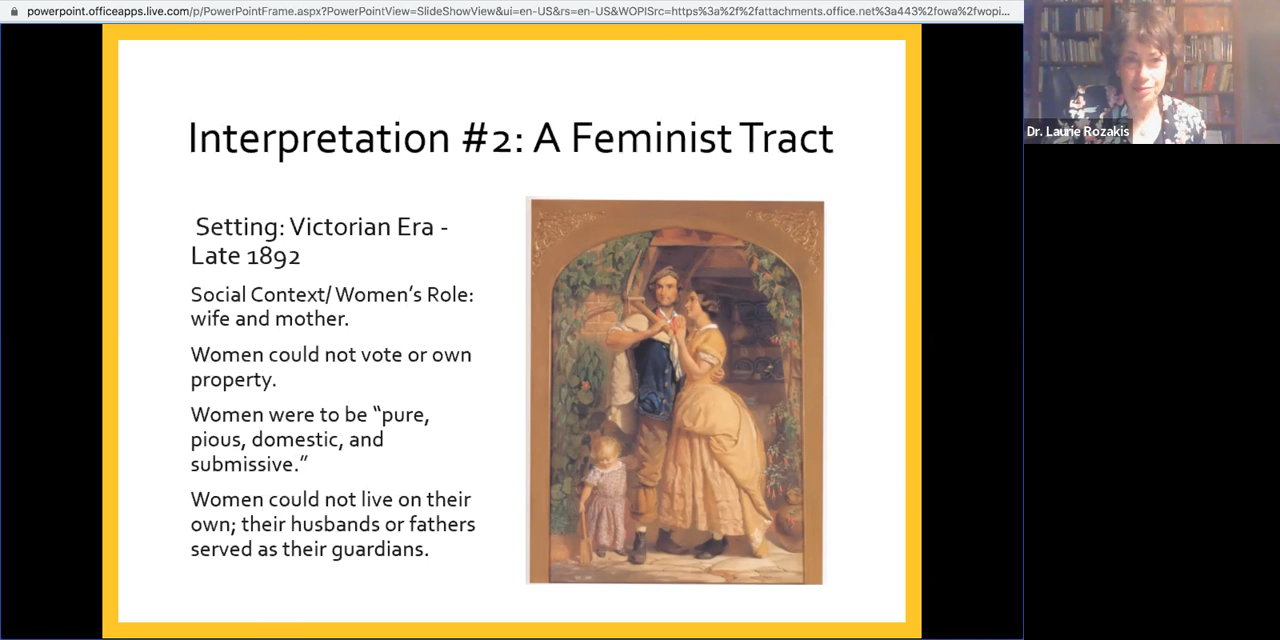 powerpoint.officeapps.live.com/p/PowerPointFrame.aspx?PowerPointView=SlideShowView&ui=en-US&rs=en-US&WOPISrc=https%3a%2f%2fattachments.office.net%3a443%2fowa%2fwopi...
Dr. Laurie Rozakis
Interpretation #2: A Feminist Tract
Setting: Victorian Era -
Late 1892
Social Context/ Women’s Role:
wife and mother.
Women could not vote or own
property.
Women were to be “pure,
pious, domestic, and
submissive.”
Women could not live on their
own; their husbands or fathers
served as their guardians.